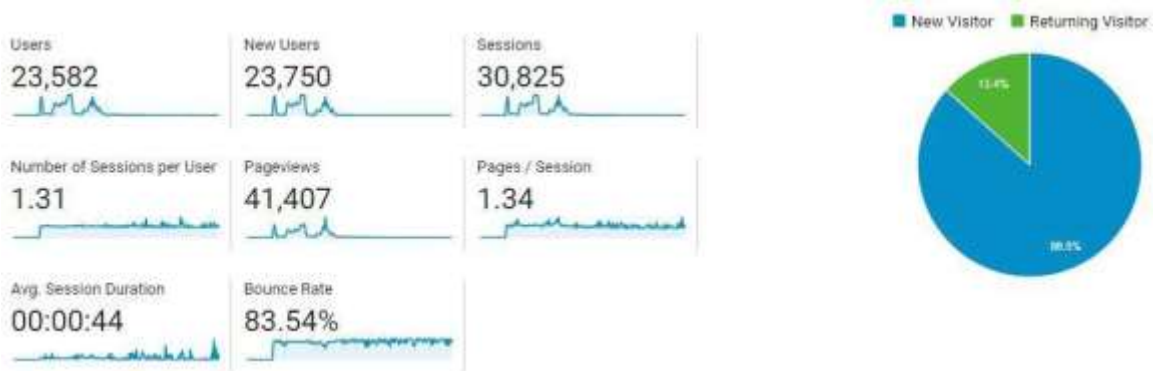 New Visitor Returning Visitor
Users New Users Sessions
23,582 23,750 30,825
Number of Sessions per User Pageviews Pages / Session
1.31 41,407 1.34
Avg. Session Duration Bounce Rate
00:00:44 83.54%
13.4%